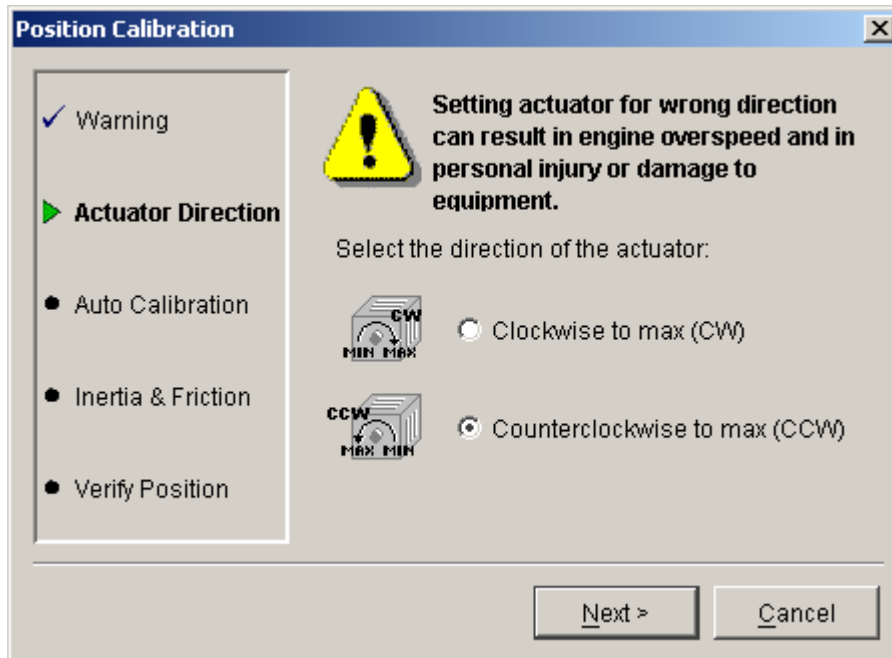 Position Calibration
Warning
Actuator Direction
Auto Calibration
Inertia & Friction
Verify Position
Setting actuator for wrong direction
can result in engine overspeed and in
personal injury or damage to
equipment.
Select the direction of the actuator:
CW
MIN MAX
Clockwise to max (CW)
CCW
MAX MIN
Counterclockwise to max (CCW)
Next >
Cancel